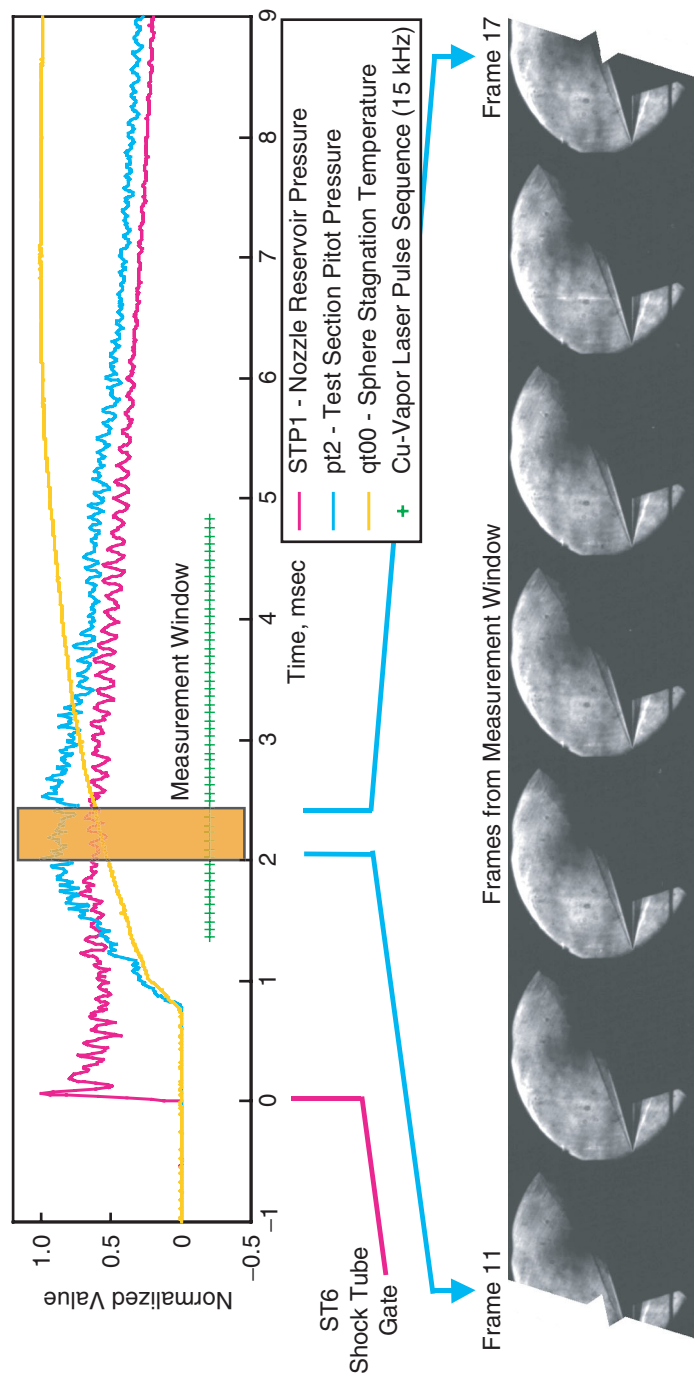 Normalized Value
1.0
0.5
0
−0.5
−1
0
1
2
3
4
5
6
7
8
9
Measurement Window
Time, msec
STP1 - Nozzle Reservoir Pressure
pt2 - Test Section Pitot Pressure
qt00 - Sphere Stagnation Temperature
Cu-Vapor Laser Pulse Sequence (15 kHz)
ST6
Shock Tube
Gate
Frame 11
Frames from Measurement Window
Frame 17